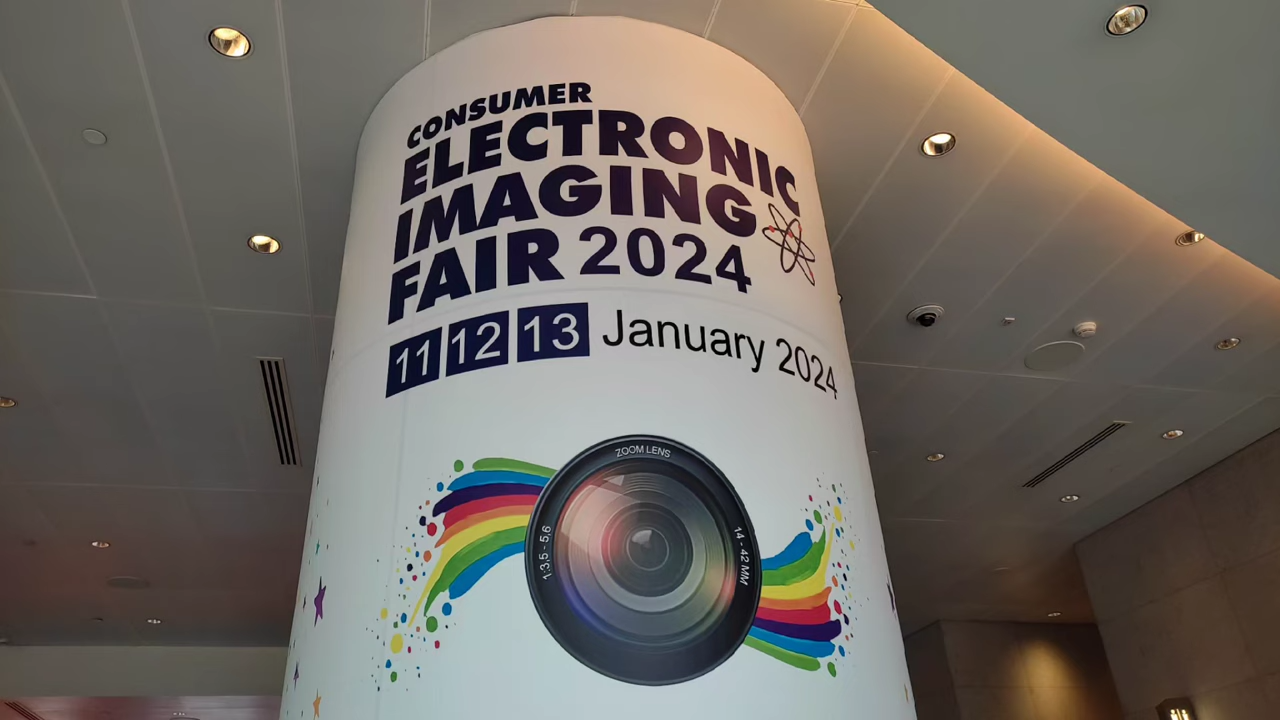 CONSUMER
ELECTRONIC
IMAGING
FAIR 2024
11 12 13 January 2024
ZOOM LENS
1:3,5 - 5,6
14 - 42 MM